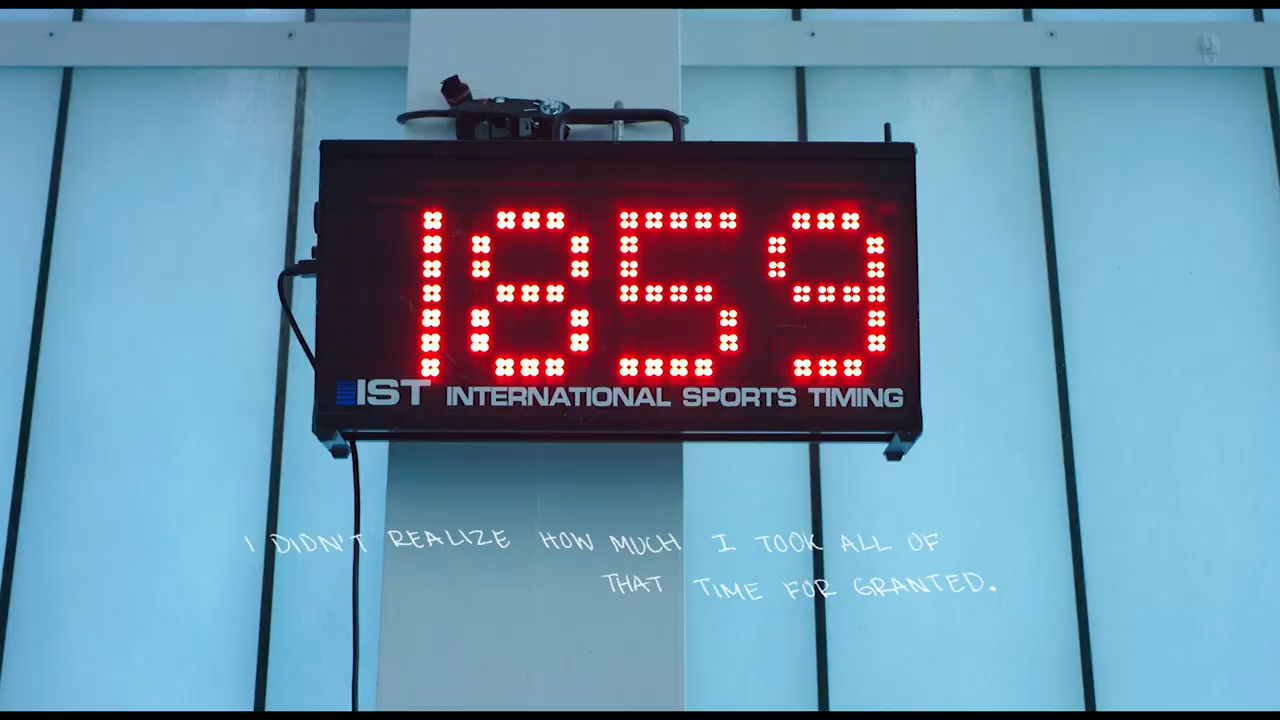 1859
IST INTERNATIONAL SPORTS TIMING
I DIDN'T REALIZE HOW MUCH I TOOK ALL OF
THAT TIME FOR GRANTED.